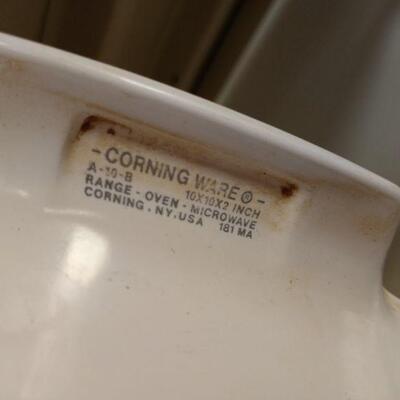 - CORNING WARE® -
A-10-B 10X10X2 INCH
RANGE - OVEN - MICROWAVE
CORNING, NY. USA 181 MA